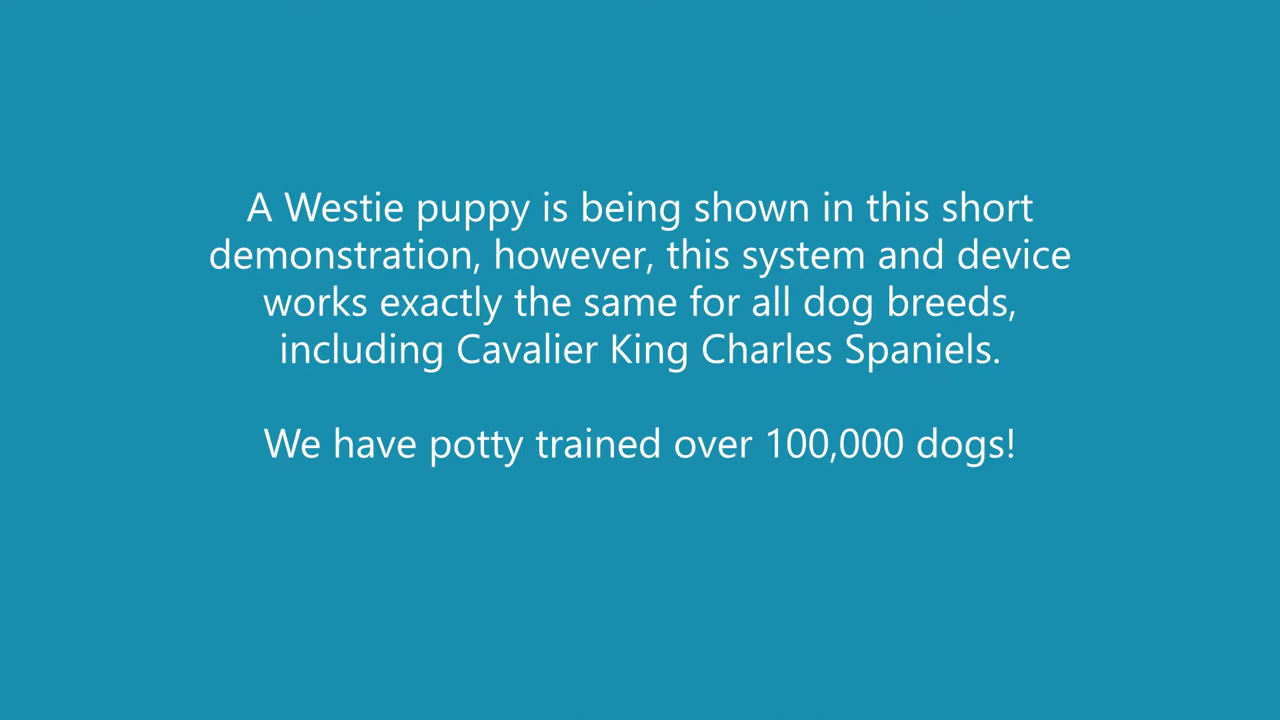 A Westie puppy is being shown in this short
demonstration, however, this system and device
works exactly the same for all dog breeds,
including Cavalier King Charles Spaniels.
We have potty trained over 100,000 dogs!